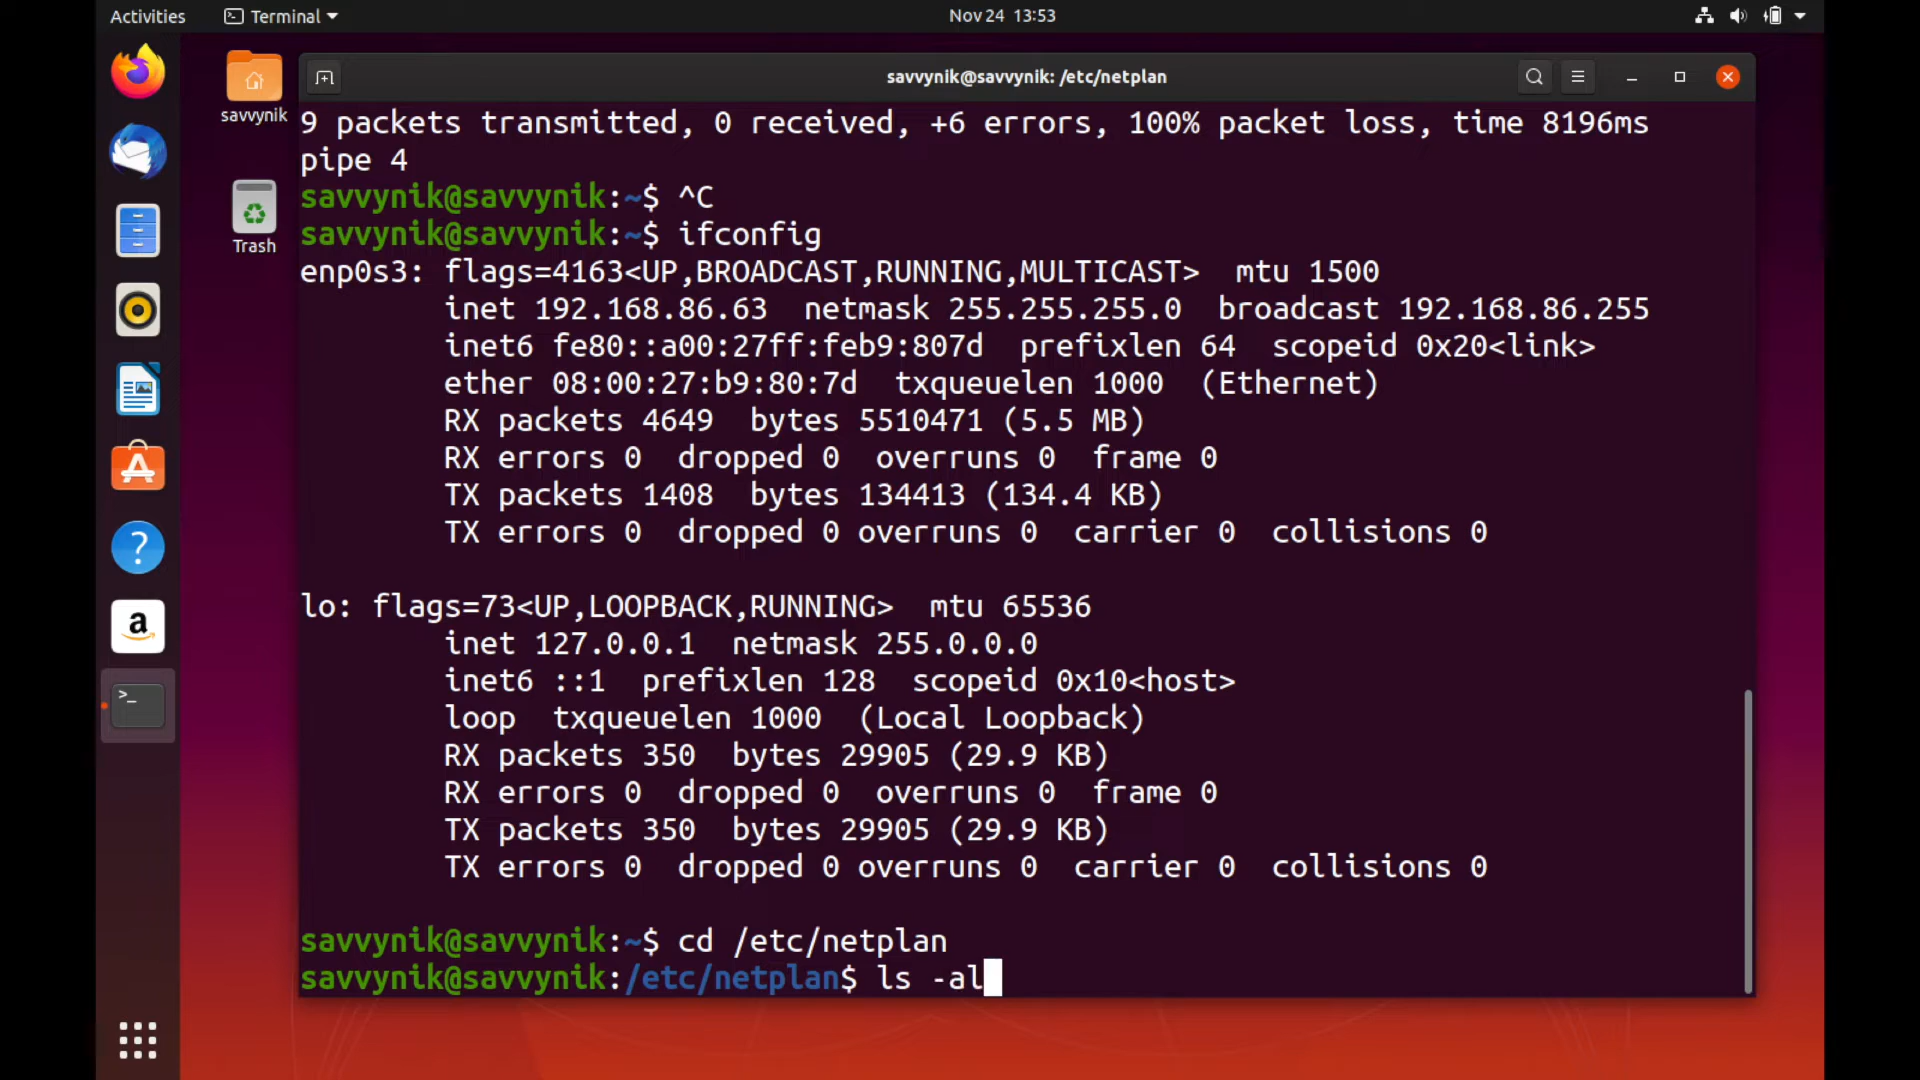 Activities
Terminal
Nov 24 13:53
savvynik
Trash
savvynik@savvynik: /etc/netplan
9 packets transmitted, 0 received, +6 errors, 100% packet loss, time 8196ms
pipe 4
savvynik@savvynik:~$ ^C
savvynik@savvynik:~$ ifconfig
enp0s3: flags=4163<UP,BROADCAST,RUNNING,MULTICAST>  mtu 1500
        inet 192.168.86.63  netmask 255.255.255.0  broadcast 192.168.86.255
        inet6 fe80::a00:27ff:feb9:807d  prefixlen 64  scopeid 0x20<link>
        ether 08:00:27:b9:80:7d  txqueuelen 1000  (Ethernet)
        RX packets 4649  bytes 5510471 (5.5 MB)
        RX errors 0  dropped 0  overruns 0  frame 0
        TX packets 1408  bytes 134413 (134.4 KB)
        TX errors 0  dropped 0 overruns 0  carrier 0  collisions 0
lo: flags=73<UP,LOOPBACK,RUNNING>  mtu 65536
        inet 127.0.0.1  netmask 255.0.0.0
        inet6 ::1  prefixlen 128  scopeid 0x10<host>
        loop  txqueuelen 1000  (Local Loopback)
        RX packets 350  bytes 29905 (29.9 KB)
        RX errors 0  dropped 0  overruns 0  frame 0
        TX packets 350  bytes 29905 (29.9 KB)
        TX errors 0  dropped 0 overruns 0  carrier 0  collisions 0
savvynik@savvynik:~$ cd /etc/netplan
savvynik@savvynik:/etc/netplan$ ls -al